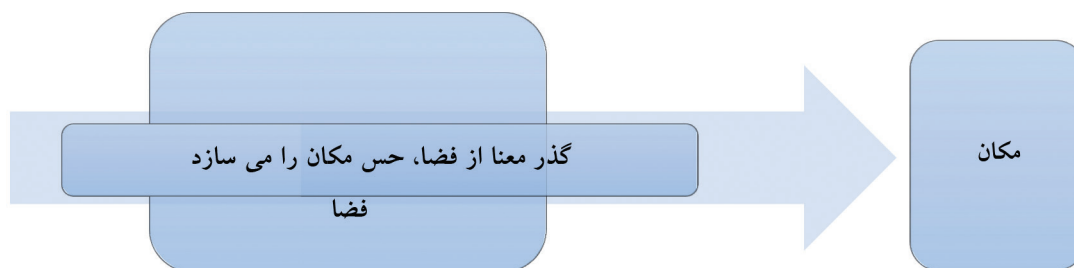 گذر معنا از فضا، حس مکان را می سازد
فضا
مکان